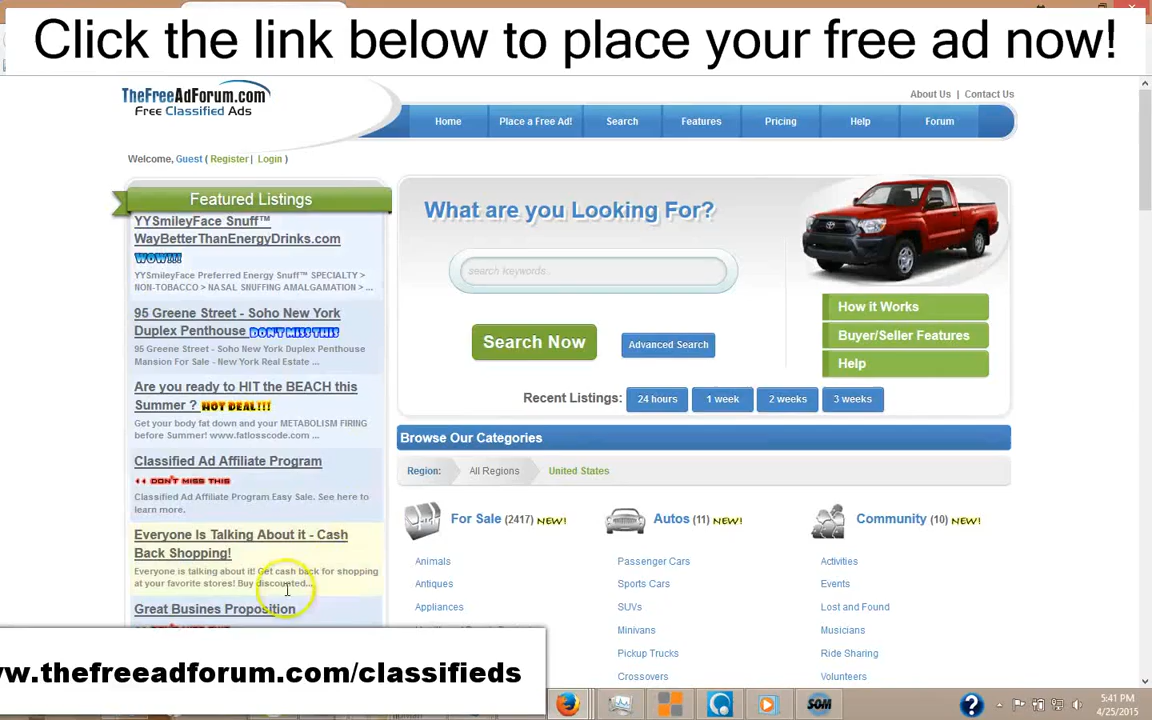 Click the link below to place your free ad now!
TheFreeAdForum.com
Free Classified Ads
About Us | Contact Us
Home
Place a Free Ad!
Search
Features
Pricing
Help
Forum
Welcome, Guest ( Register | Login )
Featured Listings
YYSmileyFace Snuff™
WayBetterThanEnergyDrinks.com
WOW!!!
YYSmileyFace Preferred Energy Snuff™ SPECIALTY >
NON-TOBACCO > NASAL SNUFFING AMALGAMATION > ...
95 Greene Street - Soho New York
Duplex Penthouse DON'T MISS THIS
95 Greene Street - Soho New York Duplex Penthouse
Mansion For Sale - New York Real Estate ...
Are you ready to HIT the BEACH this
Summer ? HOT DEAL!!!
Get your body fat down and your METABOLISM FIRING
before Summer! www.fatlosscode.com ...
Classified Ad Affiliate Program
DON'T MISS THIS
Classified Ad Affiliate Program Easy Sale. See here to
learn more.
Everyone Is Talking About it - Cash
Back Shopping!
Everyone is talking about it! Get cash back for shopping
at your favorite stores! Buy discounted...
Great Busines Proposition
What are you Looking For?
search keywords..
Search Now
Advanced Search
How it Works
Buyer/Seller Features
Help
Recent Listings:
24 hours
1 week
2 weeks
3 weeks
Browse Our Categories
Region:
All Regions
United States
For Sale (2417) NEW!
Animals
Antiques
Appliances
Autos (11) NEW!
Passenger Cars
Sports Cars
SUVs
Minivans
Pickup Trucks
Crossovers
Community (10) NEW!
Activities
Events
Lost and Found
Musicians
Ride Sharing
Volunteers
w.thefreeadforum.com/classifieds
SOM
5:41 PM
4/25/2015